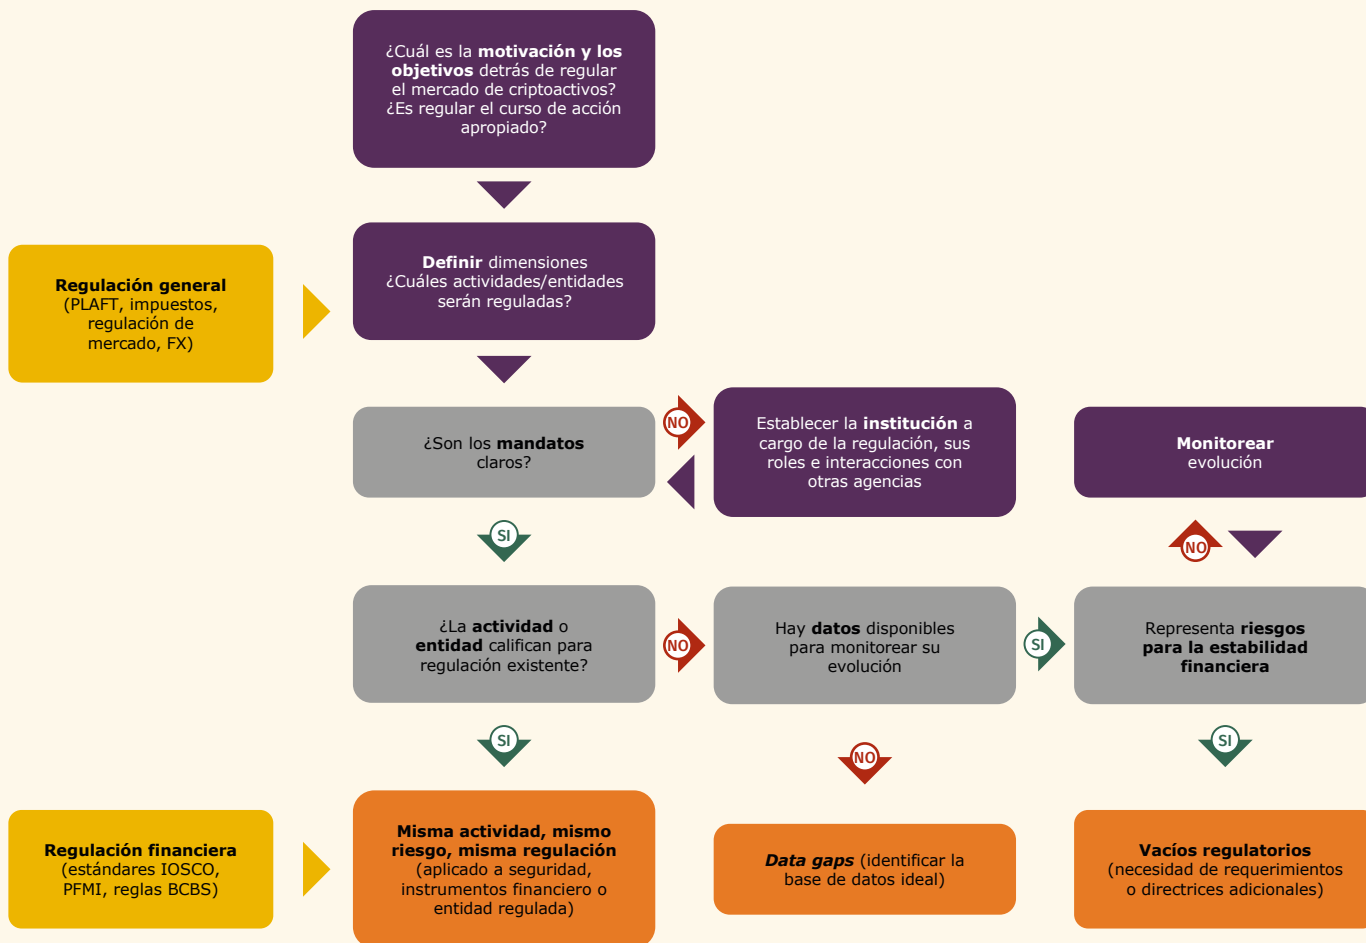 ¿Cuál es la motivación y los
objetivos detrás de regular
el mercado de criptoactivos?
¿Es regular el curso de acción
apropiado?
Regulación general
(PLAFT, impuestos,
regulación de
mercado, FX)
Definir dimensiones
¿Cuáles actividades/entidades
serán reguladas?
¿Son los mandatos
claros?
NO
Establecer la institución a
cargo de la regulación, sus
roles e interacciones con
otras agencias
Monitorear
evolución
SI
NO
¿La actividad o
entidad califican para
regulación existente?
NO
Hay datos disponibles
para monitorear su
evolución
SI
Representa riesgos
para la estabilidad
financiera
SI
NO
SI
Regulación financiera
(estándares IOSCO,
PFMI, reglas BCBS)
Misma actividad, mismo
riesgo, misma regulación
(aplicado a seguridad,
instrumentos financiero o
entidad regulada)
Data gaps (identificar la
base de datos ideal)
Vacíos regulatorios
(necesidad de requerimientos
o directrices adicionales)